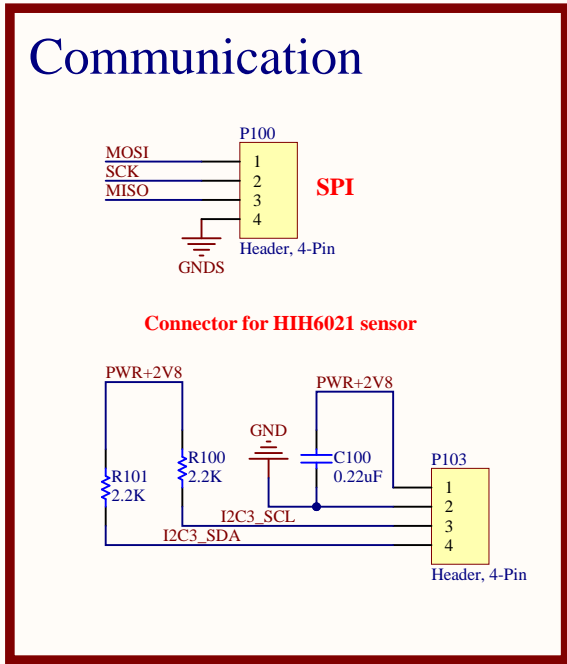 Communication
P100
MOSI
1
SCK
2
MISO
3
4
SPI
GNDS
Header, 4-Pin
Connector for HIH6021 sensor
PWR+2V8
PWR+2V8
GND
R100
2.2K
C100
0.22uF
R101
2.2K
P103
1
2
I2C3_SCL
3
I2C3_SDA
4
Header, 4-Pin